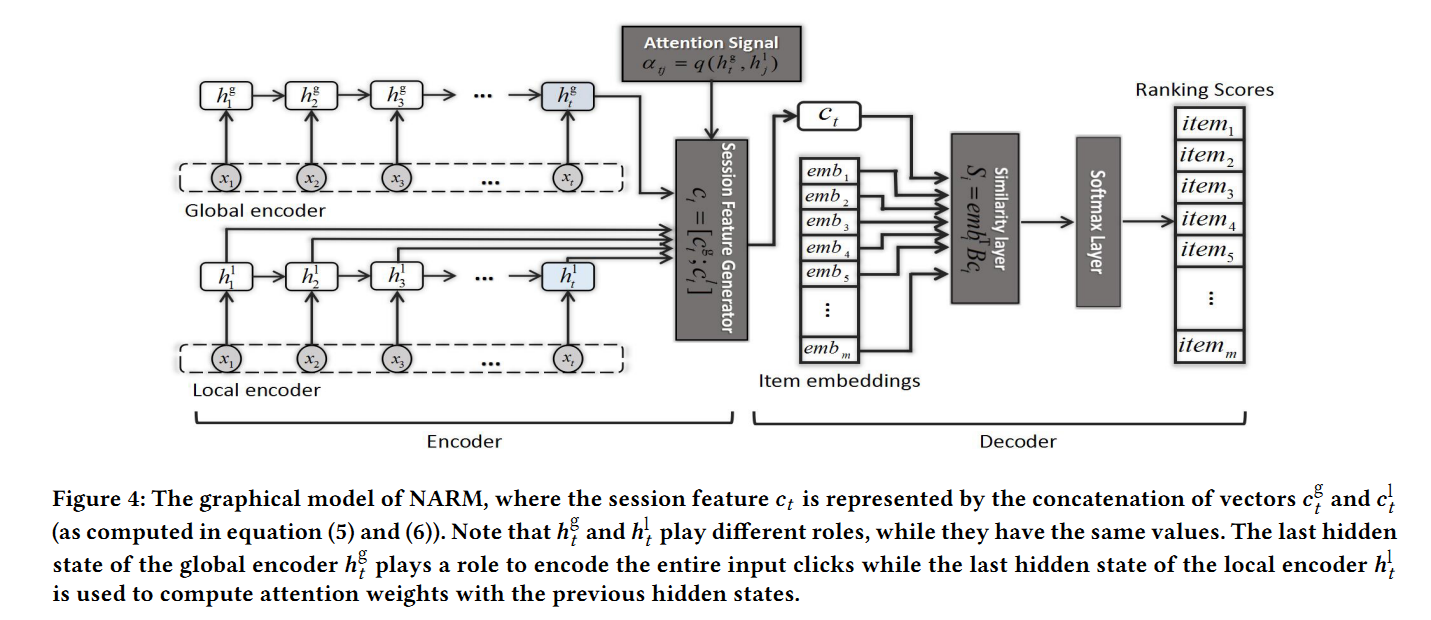 Attention Signal
α_tj = q(h_t^g, h_j^l)
h_1^g h_2^g h_3^g ... h_t^g
x_1 x_2 x_3 ... x_t
Global encoder
h_1^l h_2^l h_3^l ... h_t^l
x_1 x_2 x_3 ... x_t
Local encoder
Session Feature Generator
c_t = [c_t^g; c_t^l]
c_t
emb_1
emb_2
emb_3
emb_4
emb_5
⋮
emb_m
Item embeddings
Similarity layer
S_i = emb_i^T B c_t
Softmax Layer
Ranking Scores
item_1
item_2
item_3
item_4
item_5
⋮
item_m
Encoder
Decoder
Figure 4: The graphical model of NARM, where the session feature c_t is represented by the concatenation of vectors c_t^g and c_t^l
(as computed in equation (5) and (6)). Note that h_t^g and h_t^l play different roles, while they have the same values. The last hidden
state of the global encoder h_t^g plays a role to encode the entire input clicks while the last hidden state of the local encoder h_t^l
is used to compute attention weights with the previous hidden states.